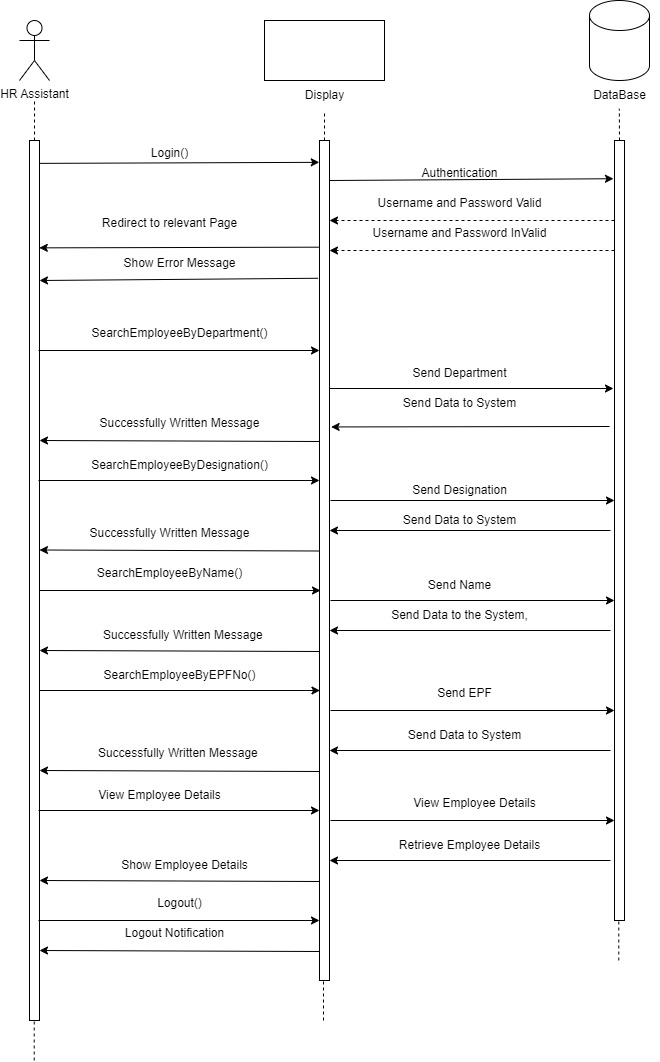 HR Assistant
Display
DataBase
Login()
Authentication
Username and Password Valid
Redirect to relevant Page
Username and Password InValid
Show Error Message
SearchEmployeeByDepartment()
Send Department
Send Data to System
Successfully Written Message
SearchEmployeeByDesignation()
Send Designation
Send Data to System
Successfully Written Message
SearchEmployeeByName()
Send Name
Send Data to the System,
Successfully Written Message
SearchEmployeeByEPFNo()
Send EPF
Send Data to System
Successfully Written Message
View Employee Details
View Employee Details
Retrieve Employee Details
Show Employee Details
Logout()
Logout Notification